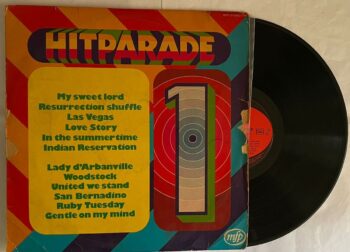 HITPARADE
1
My sweet lord
Resurrection shuffle
Las Vegas
Love Story
In the summertime
Indian Reservation
Lady d'Arbanville
Woodstock
United we stand
San Bernadino
Ruby Tuesday
Gentle on my mind
mfp